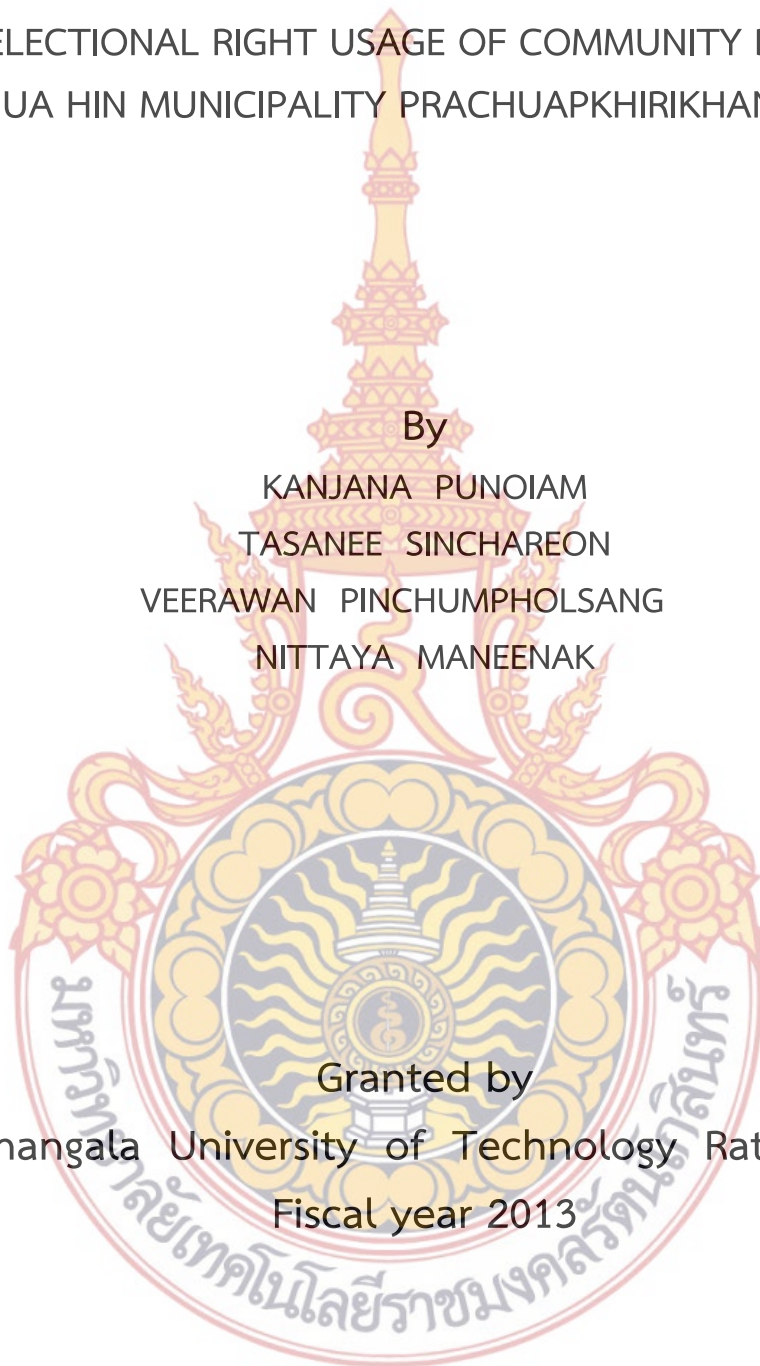 ELECTIONAL RIGHT USAGE OF COMMUNITY
UA HIN MUNICIPALITY PRACHUAPKHIRIKHAN
By
KANJANA PUNOIAM
TASANEE SINCHAREON
VEERAWAN PINCHUMPHOLSANG
NITTAYA MANEENAK
Granted by
mangala University of Technology Rat
Fiscal year 2013
มหาวิทยาลัยเทคโนโลยีราชมงคลรัตนโกสินทร์